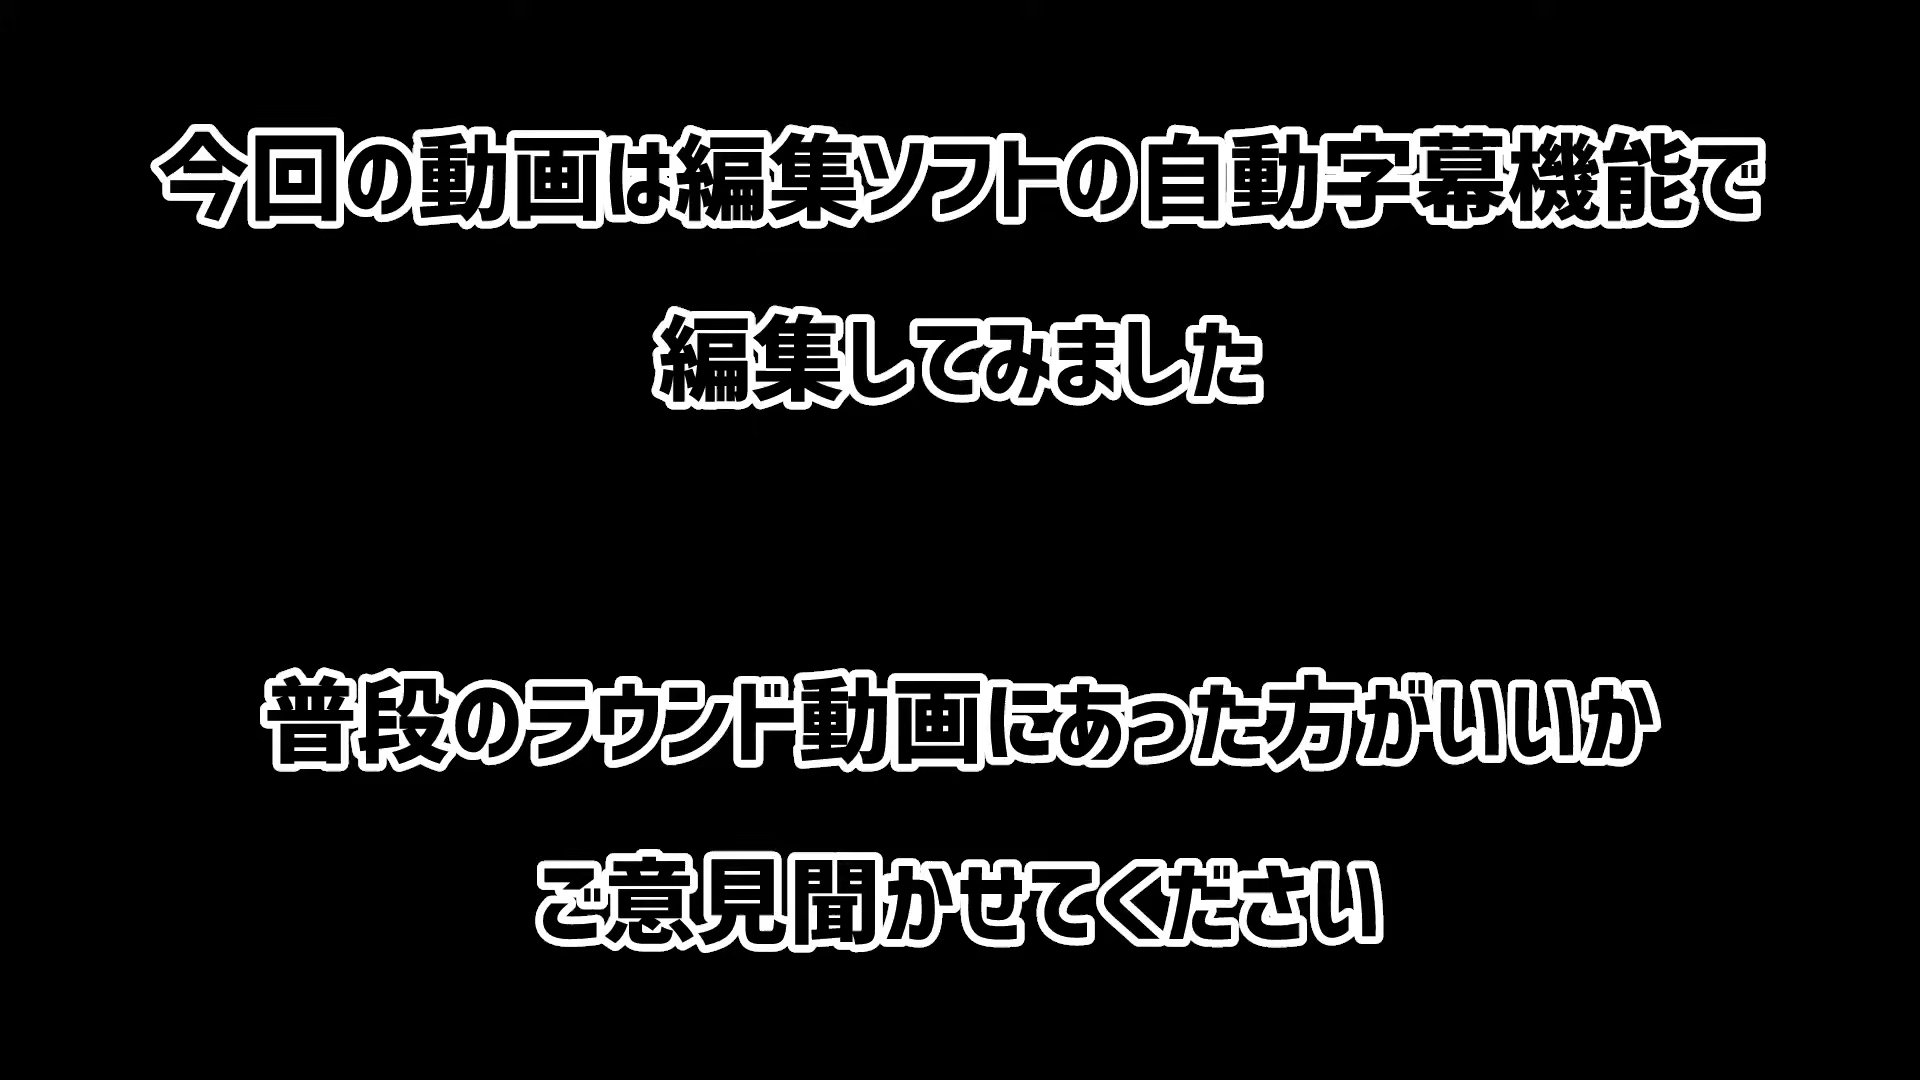 今回の動画は編集ソフトの自動字幕機能で
編集してみました
普段のラウンド動画にあった方がいいか
ご意見聞かせてください